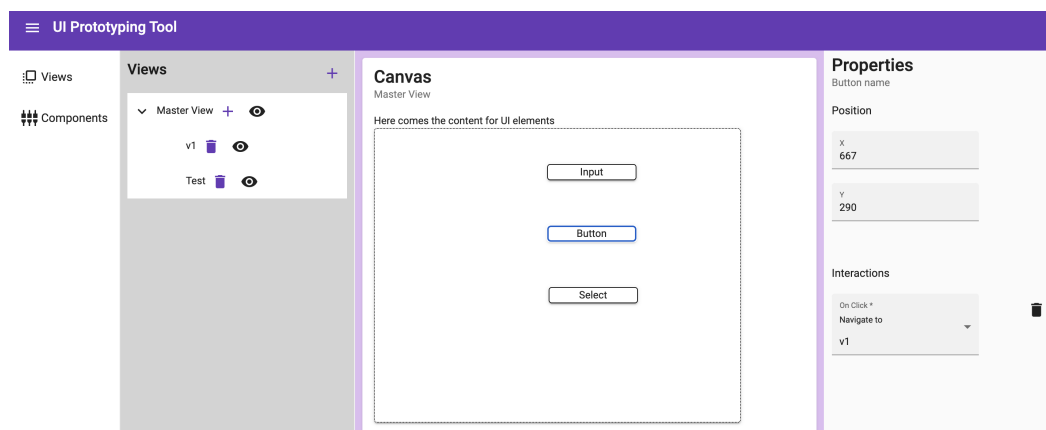 UI Prototyping Tool
Views
Components
Views
Master View
v1
Test
Canvas
Master View
Here comes the content for UI elements
Input
Button
Select
Properties
Button name
Position
X
667
Y
290
Interactions
On Click *
Navigate to
v1